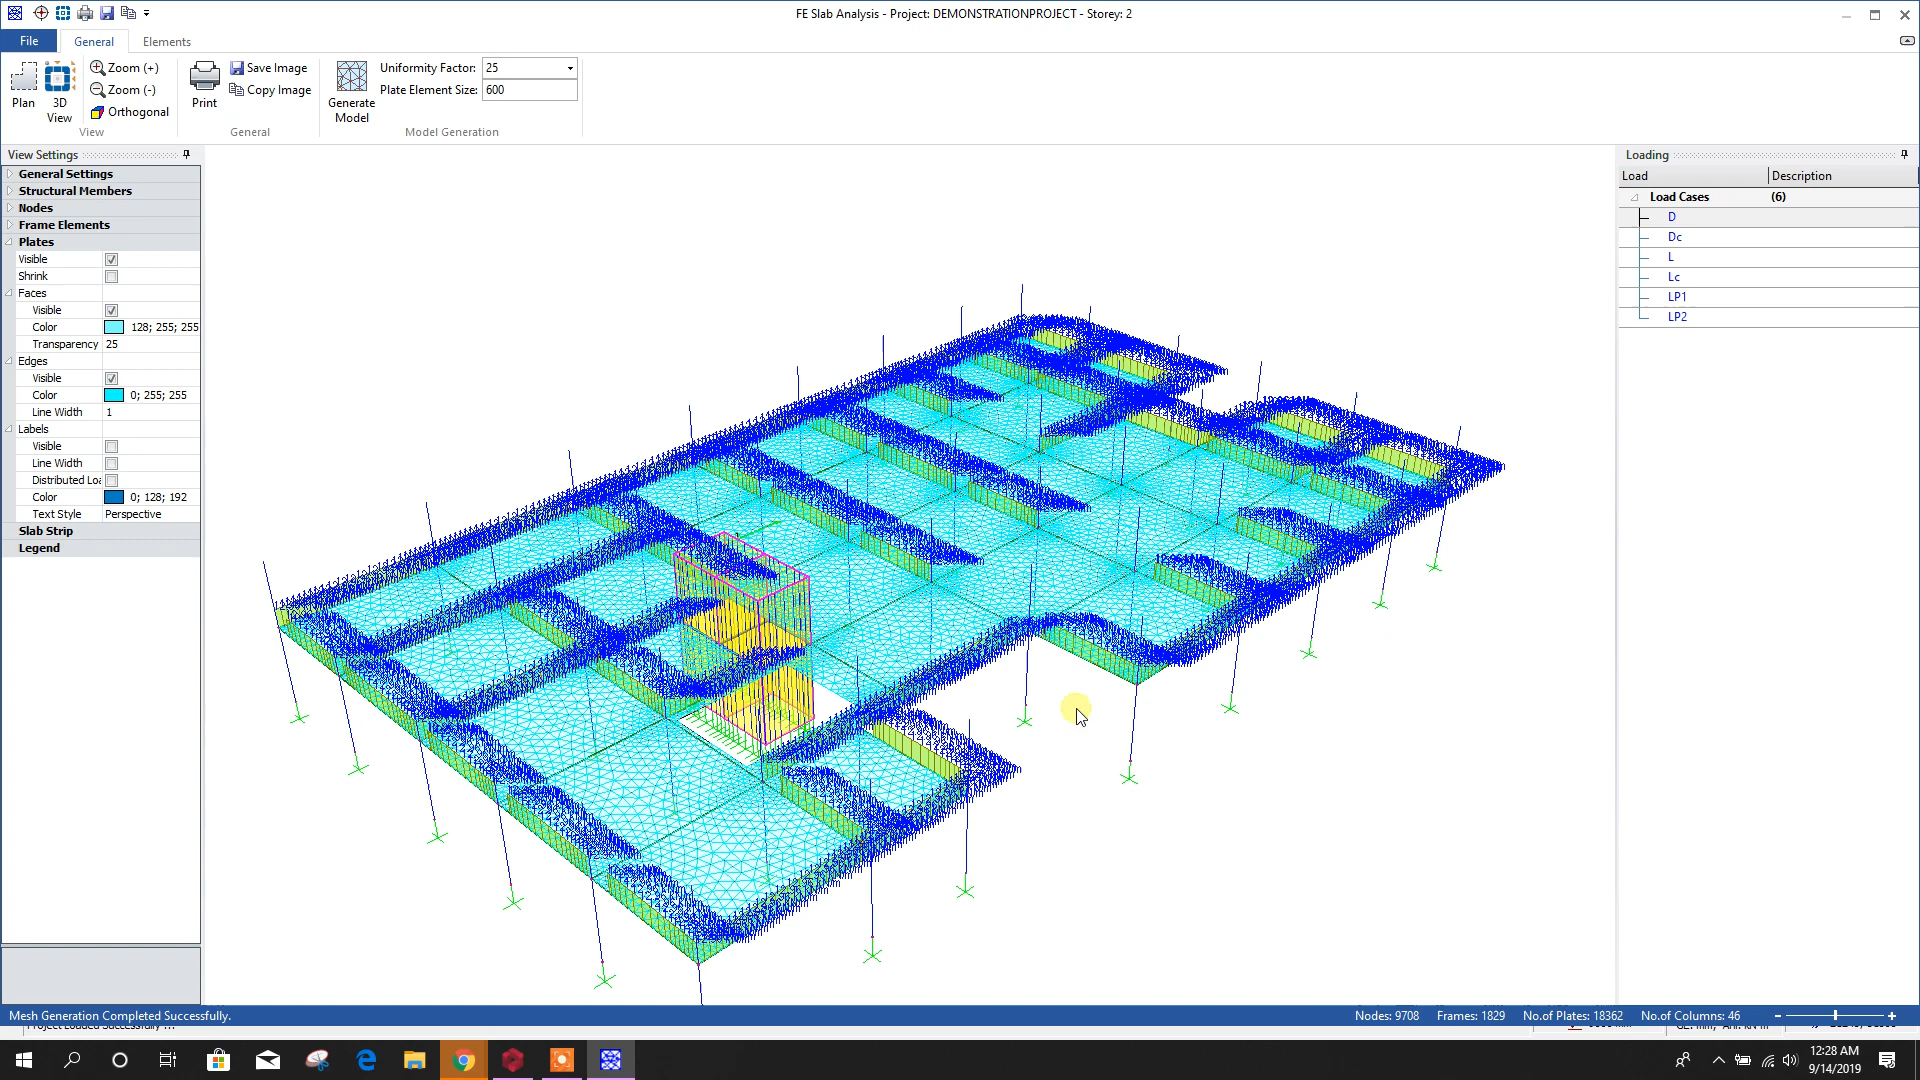 FE Slab Analysis - Project: DEMONSTRATIONPROJECT - Storey: 2
File
General
Elements
Plan
3D
View
Zoom (+)
Zoom (-)
Orthogonal
View
Print
Save Image
Copy Image
General
Generate
Model
Uniformity Factor:
25
Plate Element Size:
600
Model Generation
View Settings
General Settings
Structural Members
Nodes
Frame Elements
Plates
Visible
Shrink
Faces
Visible
Color
128; 255; 255
Transparency
25
Edges
Visible
Color
0; 255; 255
Line Width
1
Labels
Visible
Line Width
Distributed Loa
Color
0; 128; 192
Text Style
Perspective
Slab Strip
Legend
Loading
Load
Description
Load Cases
(6)
D
Dc
L
Lc
LP1
LP2
Mesh Generation Completed Successfully.
Nodes: 9708
Frames: 1829
No.of Plates: 18362
No.of Columns: 46
Project Loaded Successfully ...
12:28 AM
9/14/2019